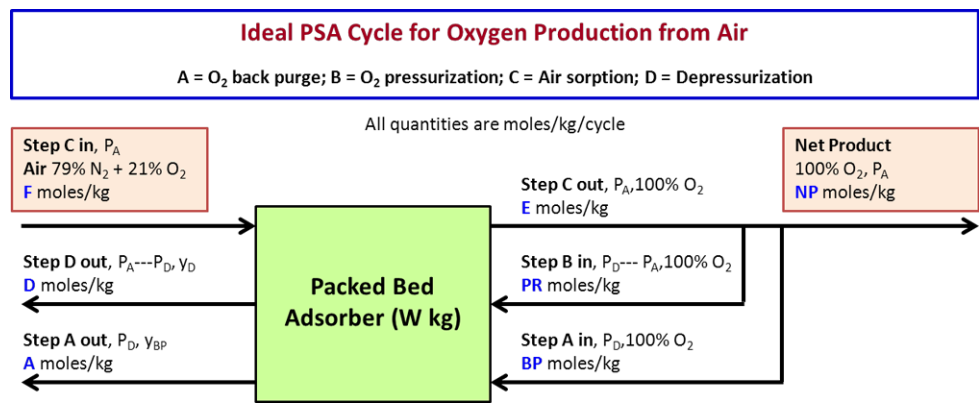 Ideal PSA Cycle for Oxygen Production from Air
A = O₂ back purge; B = O₂ pressurization; C = Air sorption; D = Depressurization
All quantities are moles/kg/cycle
Step C in, P_A
Air 79% N₂ + 21% O₂
F moles/kg
Net Product
100% O₂, P_A
NP moles/kg
Step C out, P_A,100% O₂
E moles/kg
Step D out, P_A---P_D, y_D
D moles/kg
Packed Bed
Adsorber (W kg)
Step B in, P_D--- P_A,100% O₂
PR moles/kg
Step A out, P_D, y_BP
A moles/kg
Step A in, P_D,100% O₂
BP moles/kg